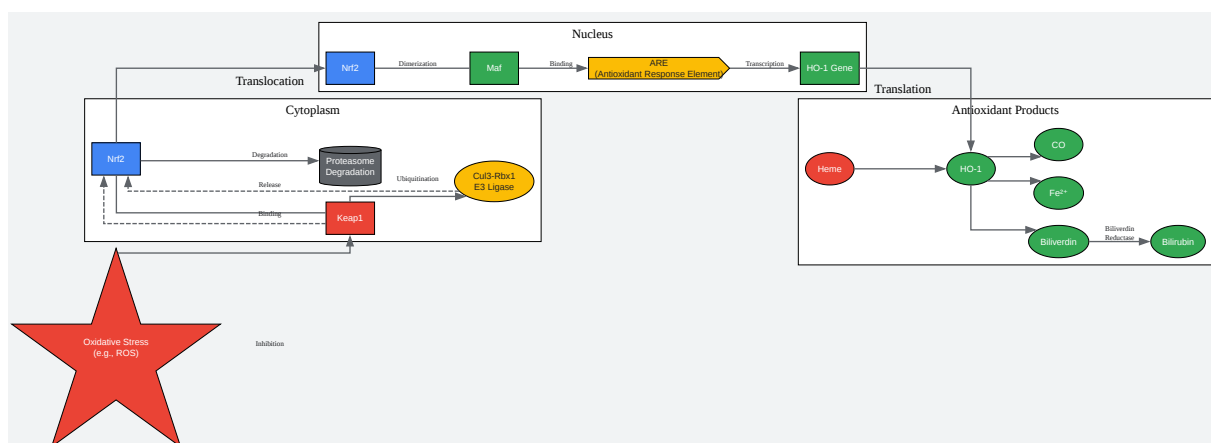 Nucleus
Nrf2
Dimerization
Maf
Binding
ARE
(Antioxidant Response Element)
Transcription
HO-1 Gene
Translocation
Translation
Cytoplasm
Nrf2
Degradation
Proteasome
Degradation
Ubiquitination
Cul3-Rbx1
E3 Ligase
Release
Binding
Keap1
Antioxidant Products
Heme
HO-1
CO
Fe²⁺
Biliverdin
Biliverdin
Reductase
Bilirubin
Oxidative Stress
(e.g., ROS)
Inhibition